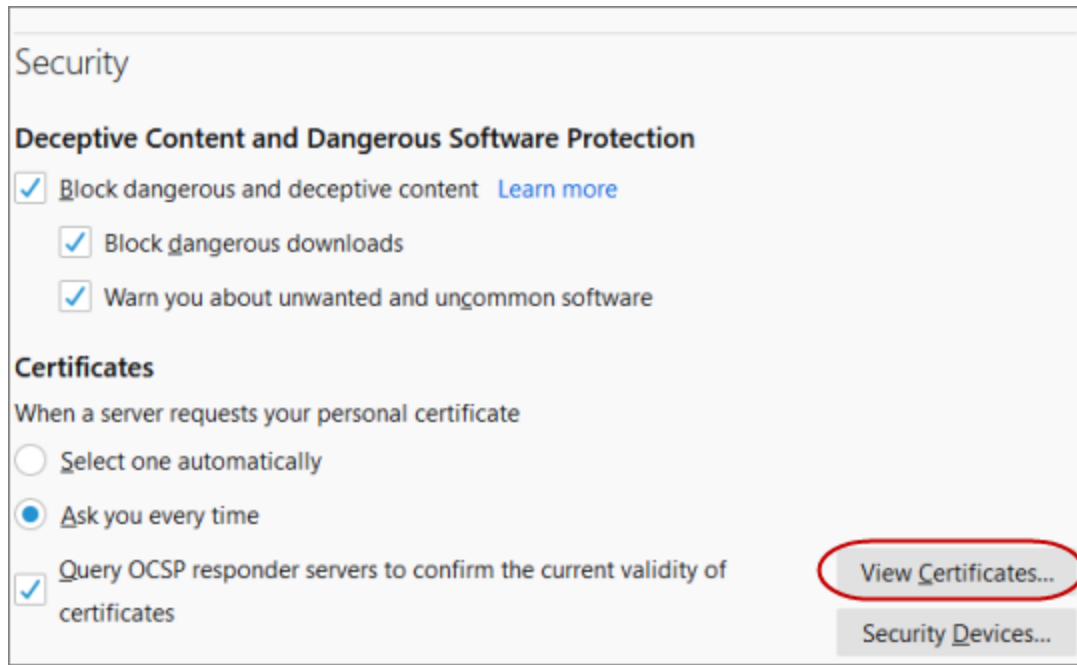 Security
Deceptive Content and Dangerous Software Protection
Block dangerous and deceptive content Learn more
Block dangerous downloads
Warn you about unwanted and uncommon software
Certificates
When a server requests your personal certificate
Select one automatically
Ask you every time
Query OCSP responder servers to confirm the current validity of
certificates
View Certificates...
Security Devices...